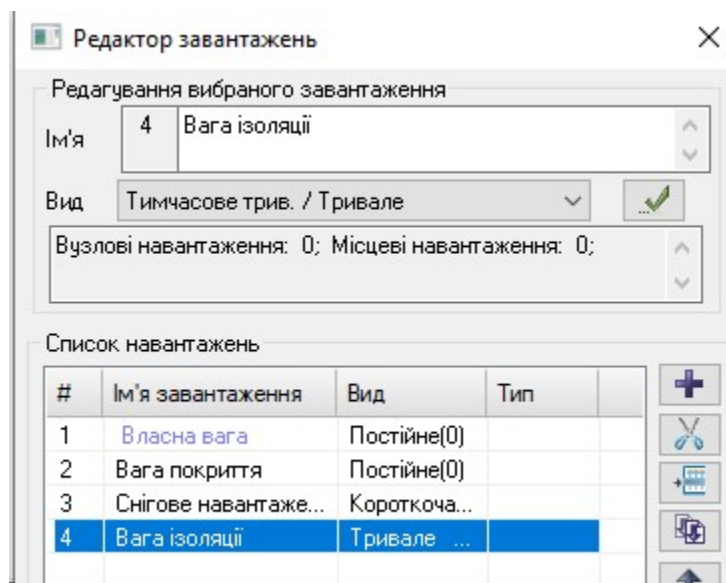 Редактор завантажень
Редагування вибраного завантаження
Ім'я 4 Вага ізоляції
Вид Тимчасове трив. / Тривале
Вузлові навантаження: 0; Місцеві навантаження: 0;
Список навантажень
# Ім'я завантаження Вид Тип
1 Власна вага Постійне(0)
2 Вага покриття Постійне(0)
3 Снігове навантаже... Короткоча...
4 Вага ізоляції Тривале ...